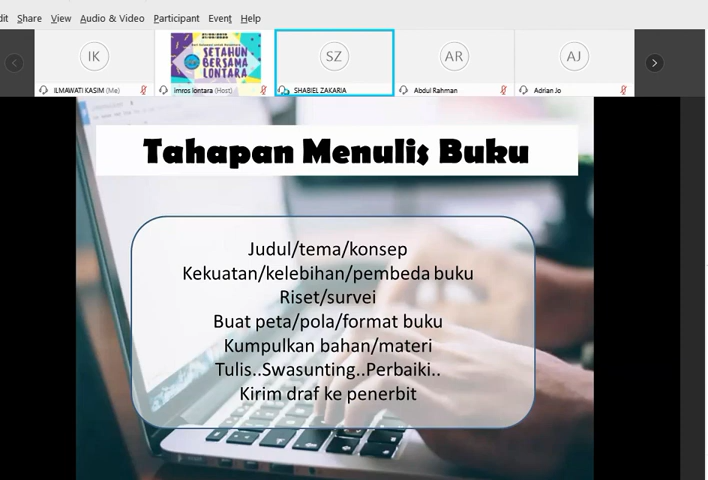 Share View Audio & Video Participant Event Help
IK
SETAHUN
BERSAMA
LONTARA
SZ
AR
AJ
ILMAWATI KASIM (Me)
Imros lontara (Host)
SHABIEL ZAKARIA
Abdul Rahman
Adrian Jo
Tahapan Menulis Buku
Judul/tema/konsep
Kekuatan/kelebihan/pembeda buku
Riset/survei
Buat peta/pola/format buku
Kumpulkan bahan/materi
Tulis..Swasunting..Perbaiki..
Kirim draf ke penerbit